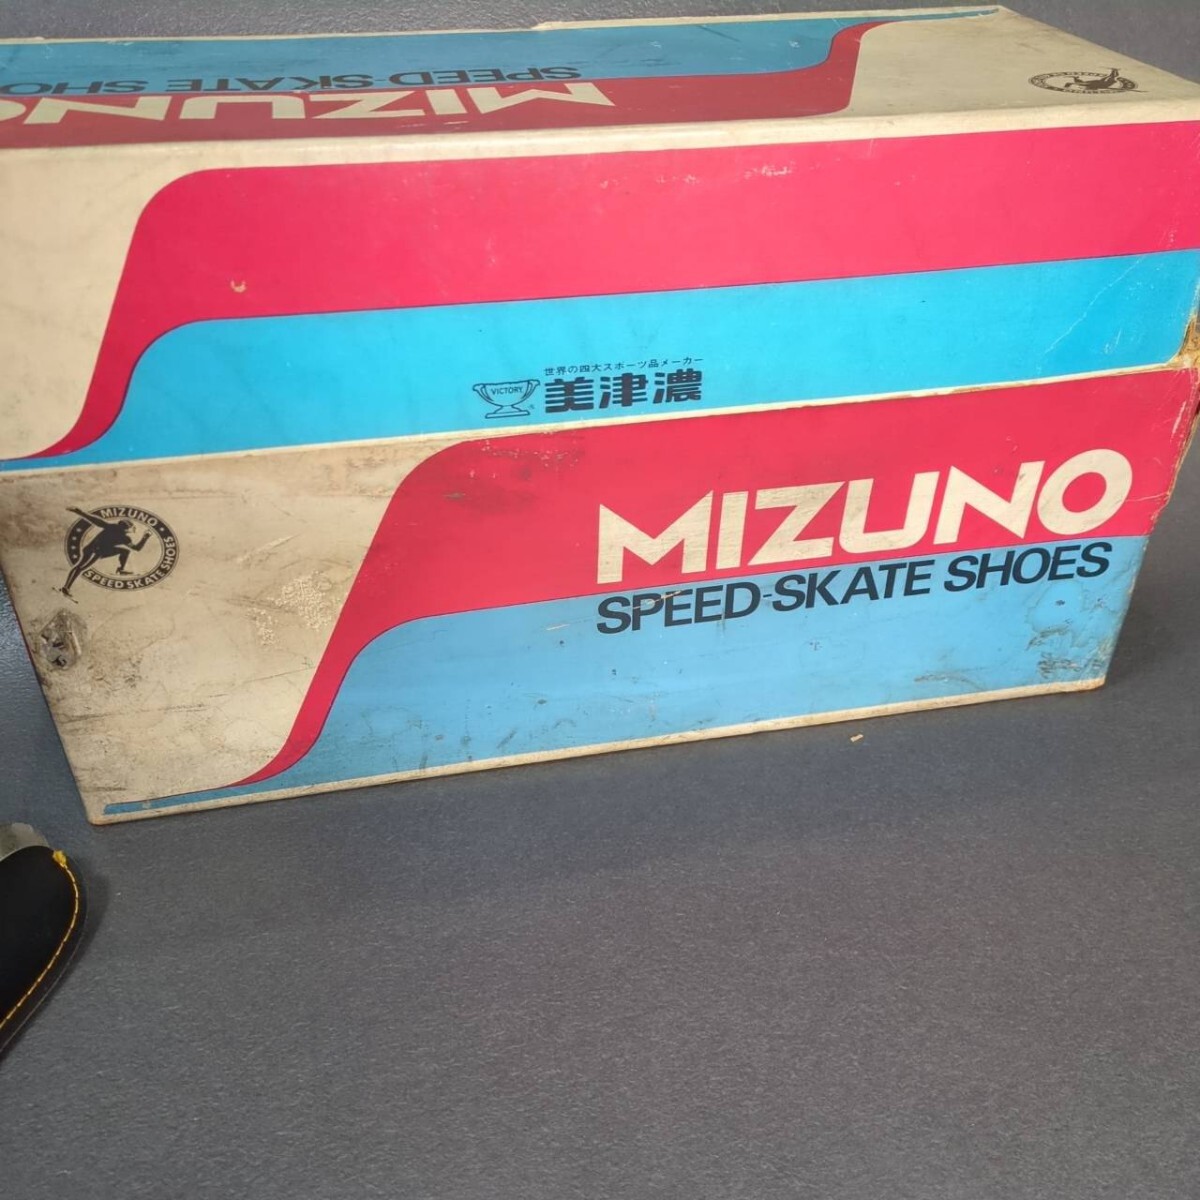 SPEED-SKATE SHO
MIZUNO
世界の四大スポーツ品メーカー
VICTORY
美津濃
MIZUNO
SPEED SKATE SHOES
MIZUNO
SPEED-SKATE SHOES